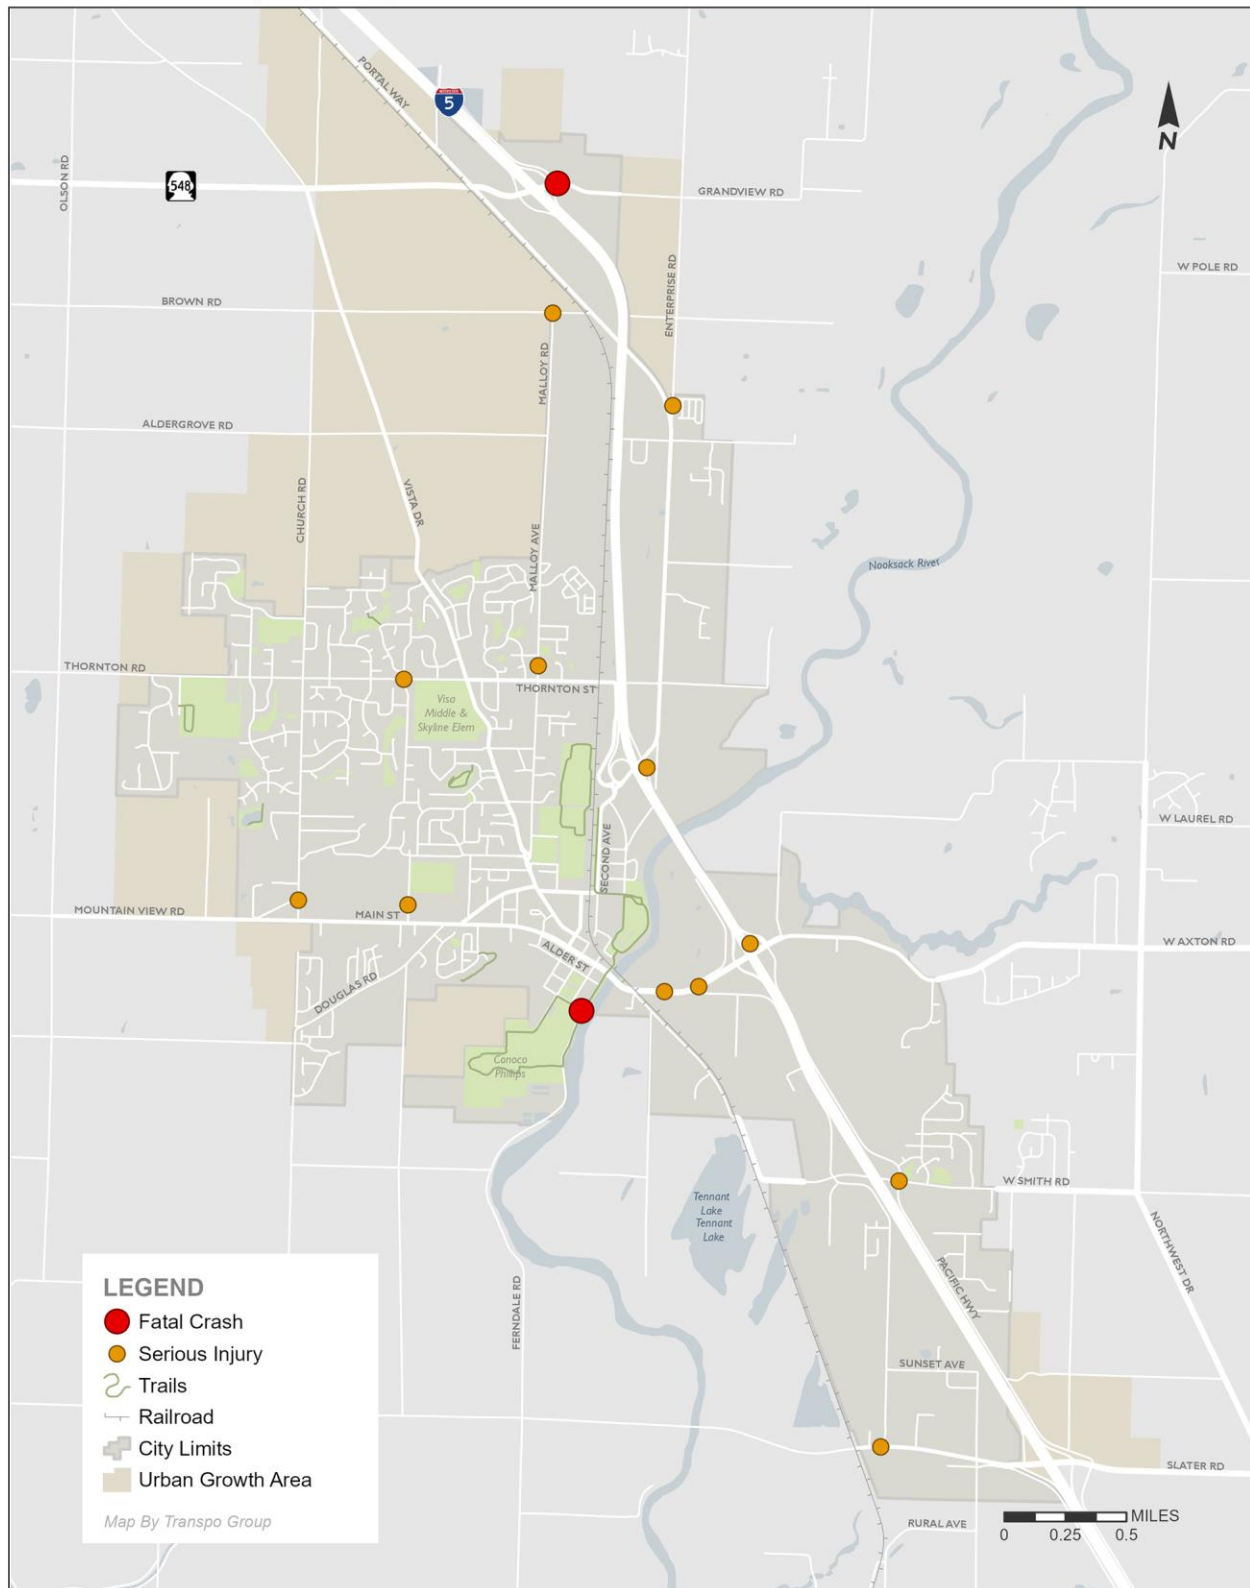 PORTAL WAY
INTERSTATE
5
N
OLSON RD
548
GRANDVIEW RD
W POLE RD
ENTERPRISE RD
BROWN RD
MALLOY RD
ALDERGROVE RD
CHURCH RD
VISTA DR
MALLOY AVE
Nooksack River
THORNTON RD
THORNTON ST
Visa
Middle &
Skyline Elem
SECOND AVE
W LAUREL RD
MOUNTAIN VIEW RD
MAIN ST
W AXTON RD
ALDER ST
DOUGLAS RD
Conoco
Phillips
W SMITH RD
Tennant
Lake
Tennant
Lake
NORTHWEST DR
PACIFIC HWY
FERNDALE RD
SUNSET AVE
SLATER RD
RURAL AVE
LEGEND
Fatal Crash
Serious Injury
Trails
Railroad
City Limits
Urban Growth Area
Map By Transpo Group
MILES
0 0.25 0.5